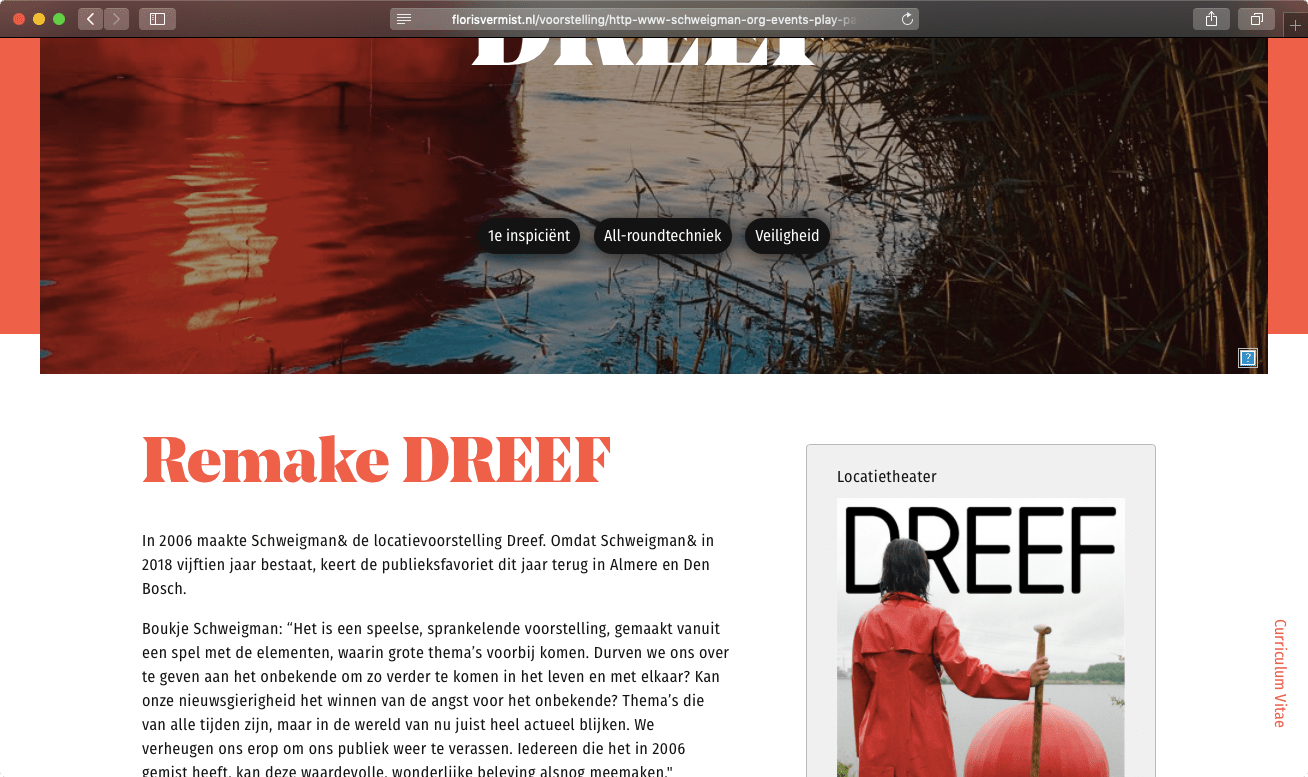 florisvermist.nl/voorstelling/http-www-schweigman-org-events-play-pa
DREEF
1e inspiciënt
All-roundtechniek
Veiligheid
?
Remake DREEF
In 2006 maakte Schweigman& de locatievoorstelling Dreef. Omdat Schweigman& in
2018 vijftien jaar bestaat, keert de publieksfavoriet dit jaar terug in Almere en Den
Bosch.
Boukje Schweigman: “Het is een speelse, sprankelende voorstelling, gemaakt vanuit
een spel met de elementen, waarin grote thema’s voorbij komen. Durven we ons over
te geven aan het onbekende om zo verder te komen in het leven en met elkaar? Kan
onze nieuwsgierigheid het winnen van de angst voor het onbekende? Thema’s die
van alle tijden zijn, maar in de wereld van nu juist heel actueel blijken. We
verheugen ons erop om ons publiek weer te verassen. Iedereen die het in 2006
gemist heeft, kan deze waardevolle, wonderlijke beleving alsnog meemaken."
Locatietheater
DREEF
Curriculum Vitae